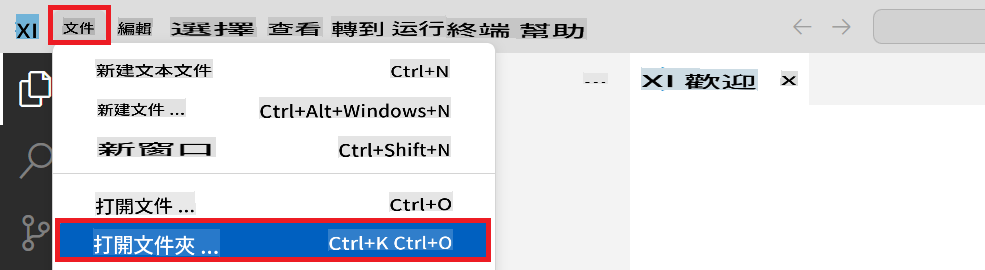 XI 文件 編輯 選擇 查看 轉到 运行終端 幫助
新建文本文件 Ctrl+N
... XI 歡迎 x
新建文件 ... Ctrl+Alt+Windows+N
新窗口 Ctrl+Shift+N
打開文件 ... Ctrl+O
打開文件夾 ... Ctrl+K Ctrl+O